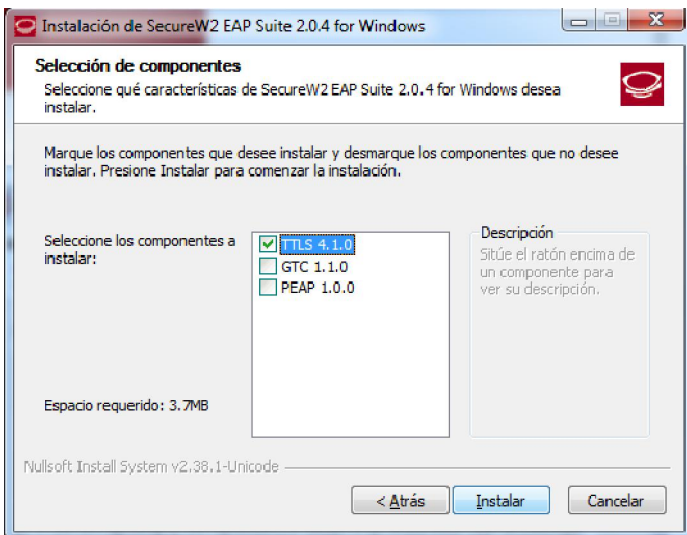 Instalación de SecureW2 EAP Suite 2.0.4 for Windows
Selección de componentes
Seleccione qué características de SecureW2 EAP Suite 2.0.4 for Windows desea
instalar.
Marque los componentes que desee instalar y desmarque los componentes que no desee
instalar. Presione Instalar para comenzar la instalación.
Seleccione los componentes a
instalar:
TTLS 4.1.0
GTC 1.1.0
PEAP 1.0.0
Descripción
Sitúe el ratón encima de
un componente para
ver su descripción.
Espacio requerido: 3.7MB
Nullsoft Install System v2.38.1-Unicode
< Atrás
Instalar
Cancelar